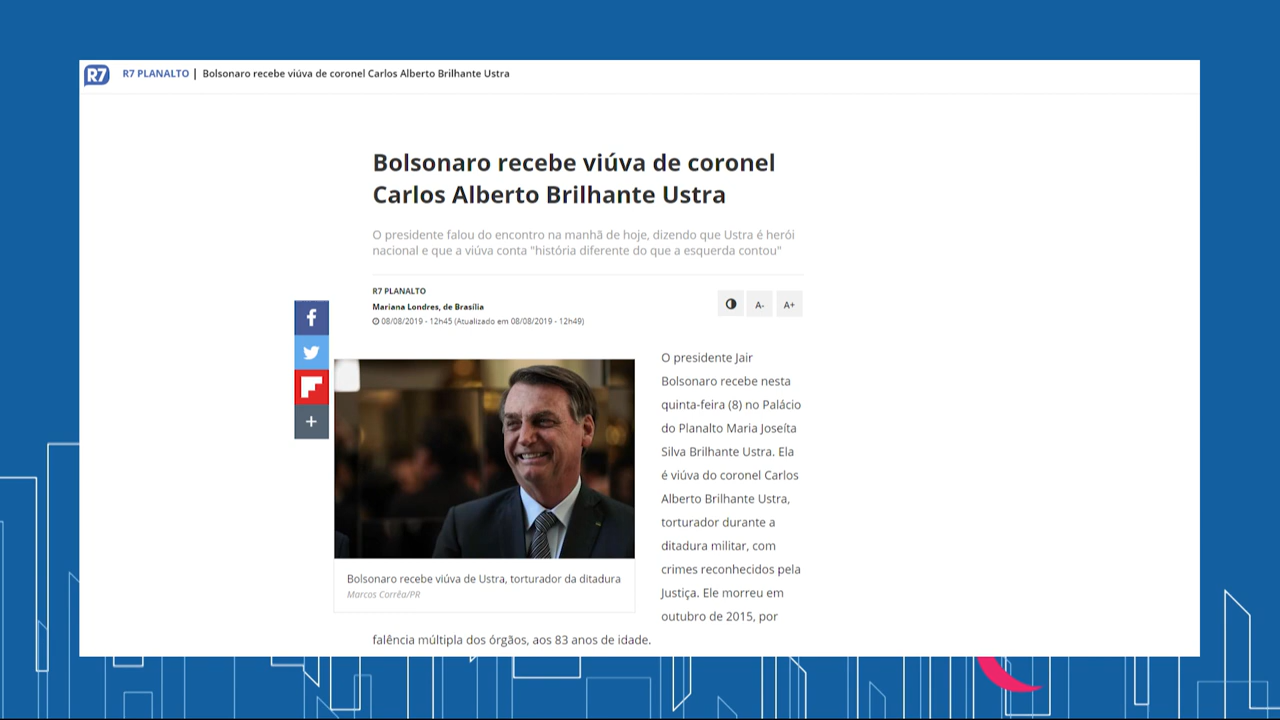 R7 R7 PLANALTO | Bolsonaro recebe viúva de coronel Carlos Alberto Brilhante Ustra
Bolsonaro recebe viúva de coronel
Carlos Alberto Brilhante Ustra
O presidente falou do encontro na manhã de hoje, dizendo que Ustra é herói
nacional e que a viúva conta "história diferente do que a esquerda contou"
R7 PLANALTO
Mariana Londres, de Brasília
08/08/2019 - 12h45 (Atualizado em 08/08/2019 - 12h49)
A- A+
O presidente Jair
Bolsonaro recebe nesta
quinta-feira (8) no Palácio
do Planalto Maria Joseíta
Silva Brilhante Ustra. Ela
é viúva do coronel Carlos
Alberto Brilhante Ustra,
torturador durante a
ditadura militar, com
crimes reconhecidos pela
Justiça. Ele morreu em
outubro de 2015, por
falência múltipla dos órgãos, aos 83 anos de idade.
Bolsonaro recebe viúva de Ustra, torturador da ditadura
Marcos Corrêa/PR